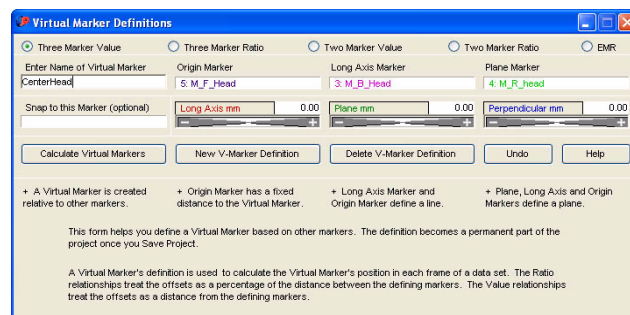 Virtual Marker Definitions
Three Marker Value Three Marker Ratio Two Marker Value Two Marker Ratio EMR
Enter Name of Virtual Marker Origin Marker Long Axis Marker Plane Marker
CenterHead 5: M_F_Head 3: M_B_Head 4: M_R_head
Snap to this Marker (optional) Long Axis mm 0.00 Plane mm 0.00 Perpendicular mm 0.00
Calculate Virtual Markers New V-Marker Definition Delete V-Marker Definition Undo Help
+ A Virtual Marker is created + Origin Marker has a fixed + Long Axis Marker and + Plane, Long Axis and Origin
relative to other markers. distance to the Virtual Marker. Origin Marker define a line. Markers define a plane.
This form helps you define a Virtual Marker based on other markers. The definition becomes a permanent part of the
project once you Save Project.
A Virtual Marker's definition is used to calculate the Virtual Marker's position in each frame of a data set. The Ratio
relationships treat the offsets as a percentage of the distance between the defining markers. The Value relationships
treat the offsets as a distance from the defining markers.